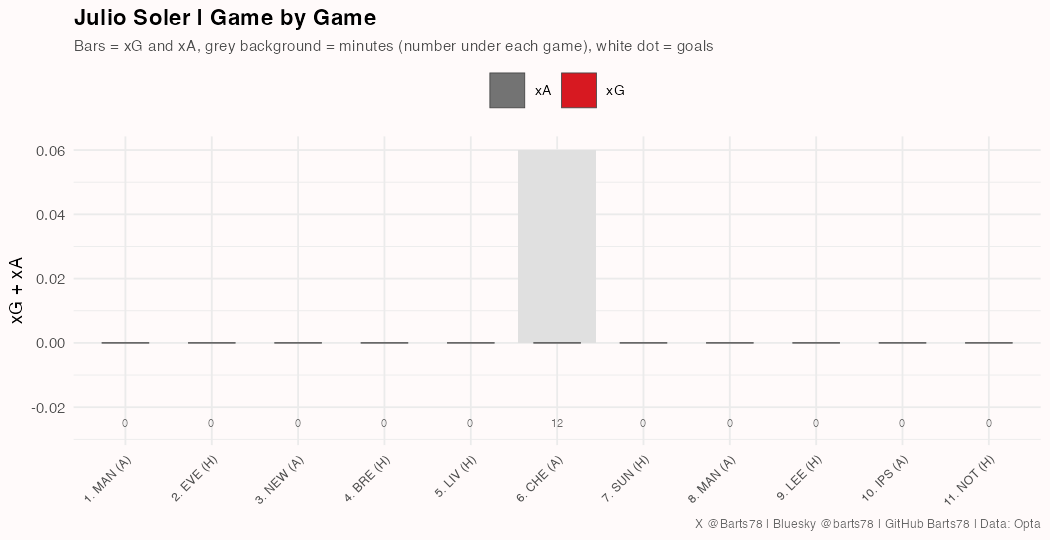 Julio Soler | Game by Game
Bars = xG and xA, grey background = minutes (number under each game), white dot = goals
xA
xG
xG + xA
0.06
0.04
0.02
0.00
-0.02
0 0 0 0 0 12 0 0 0 0 0
1. MAN (A)
2. EVE (H)
3. NEW (A)
4. BRE (H)
5. LIV (H)
6. CHE (A)
7. SUN (H)
8. MAN (A)
9. LEE (H)
10. IPS (A)
11. NOT (H)
X @Barts78 | Bluesky @barts78 | GitHub Barts78 | Data: Opta